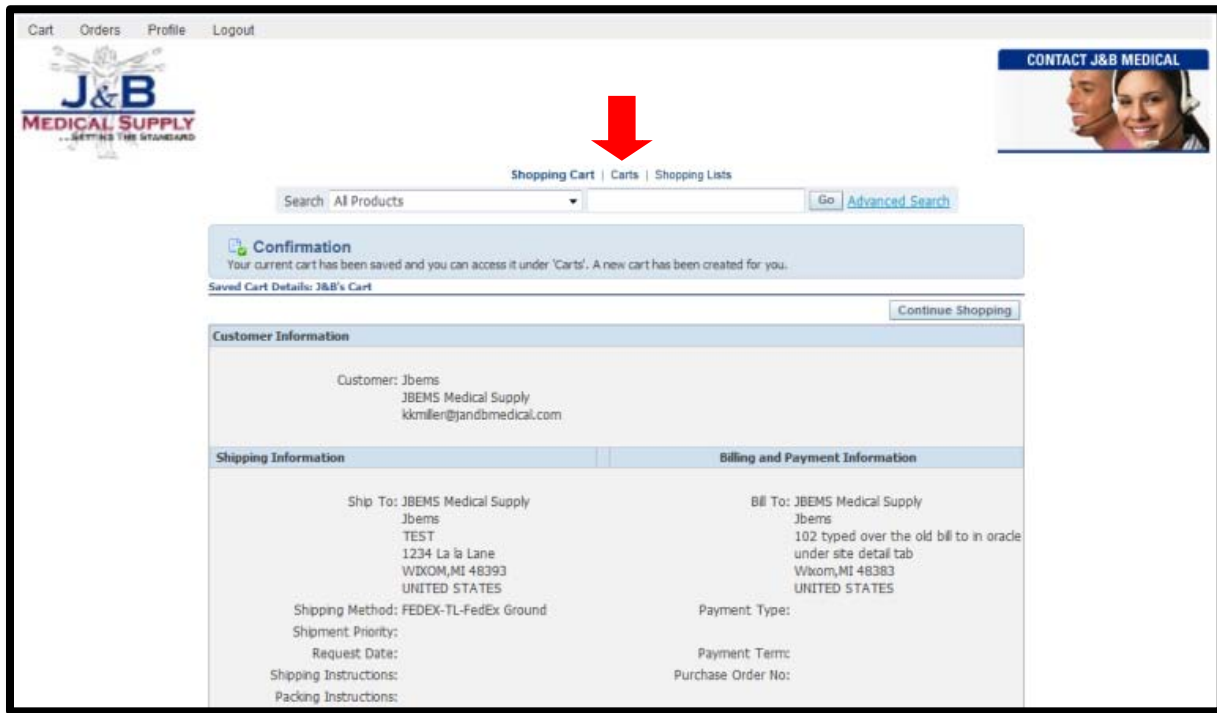 Cart Orders Profile Logout
J&B
MEDICAL SUPPLY
...SETTING THE STANDARD
CONTACT J&B MEDICAL
Shopping Cart | Carts | Shopping Lists
Search All Products Go Advanced Search
Confirmation
Your current cart has been saved and you can access it under 'Carts'. A new cart has been created for you.
Saved Cart Details: J&B's Cart
Continue Shopping
Customer Information
Customer: Jbems
JBEMS Medical Supply
kkmiller@jandbmedical.com
Shipping Information Billing and Payment Information
Ship To: JBEMS Medical Supply Bill To: JBEMS Medical Supply
Jbems Jbems
TEST 102 typed over the old bill to in oracle
1234 La la Lane under site detail tab
WIXOM,MI 48393 Wixom,MI 48383
UNITED STATES UNITED STATES
Shipping Method: FEDEX-TL-FedEx Ground Payment Type:
Shipment Priority:
Request Date: Payment Term:
Shipping Instructions: Purchase Order No:
Packing Instructions: